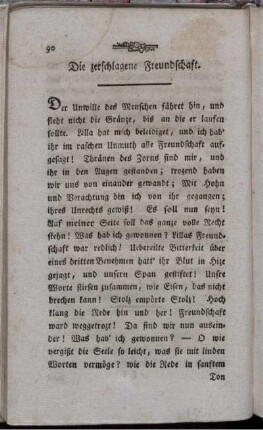 90
Die zerschlagene Freundschaft.
Der Unwille des Menschen fähret hin, und
sieht nicht die Gränze, bis an die er laufen
sollte. Lilla hat mich beleidiget, und ich hab'
ihr im raschen Unmuth alle Freundschaft auf-
gesagt! Thränen des Zorns sind mir, und
ihr in den Augen gestanden; trozend haben
wir uns von einander gewandt; Mit Hohn
und Verachtung bin ich von ihr gegangen;
ihres Unrechts gewiß! Es soll nun seyn!
Auf meiner Seite soll das ganze volle Recht
stehn! Was hab' ich gewonnen? Lillas Freund-
schaft war redlich! Uebereilte Bitterkeit über
eines dritten Benehmen hatt' ihr Blut in Hize
gejagt, und unsern Span gestiftet! Unsre
Worte stirsen zusammen, wie Eisen, das nicht
brechen kann! Stolz empörte Stolz! Hoch
klang die Rede hin und her! Freundschaft
ward weggetrozt! Da sind wir nunausein-
der! Was hab' ich gewonnen? — O wie
vergißt die Seele so leicht, was sie mit linden
Worten vermöge? wie die Rede in sanftem
Ton